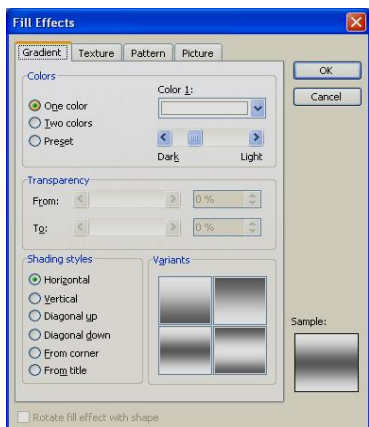 Fill Effects
Gradient Texture Pattern Picture
OK
Cancel
Colors
Color 1:
One color
Two colors
Preset
Dark Light
Transparency
From: 0 %
To: 0 %
Shading styles
Horizontal
Vertical
Diagonal up
Diagonal down
From corner
From title
Variants
Sample:
Rotate fill effect with shape